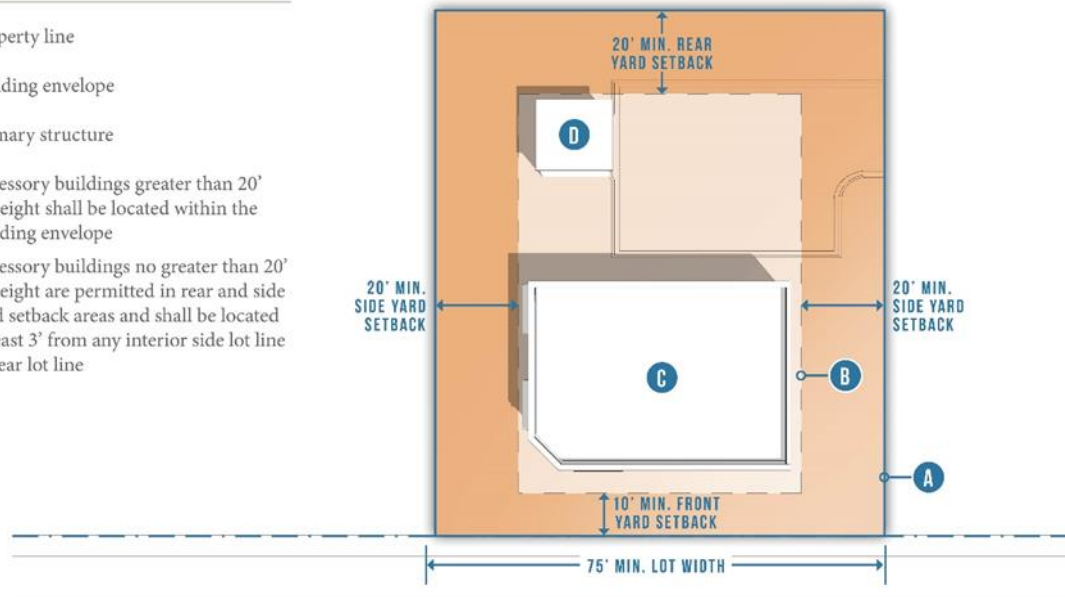 perty line
ding envelope
mary structure
essory buildings greater than 20’
eight shall be located within the
ding envelope
essory buildings no greater than 20’
eight are permitted in rear and side
d setback areas and shall be located
east 3’ from any interior side lot line
ear lot line
20’ MIN. REAR
YARD SETBACK
D
20’ MIN.
SIDE YARD
SETBACK
20’ MIN.
SIDE YARD
SETBACK
C
B
A
10’ MIN. FRONT
YARD SETBACK
75’ MIN. LOT WIDTH